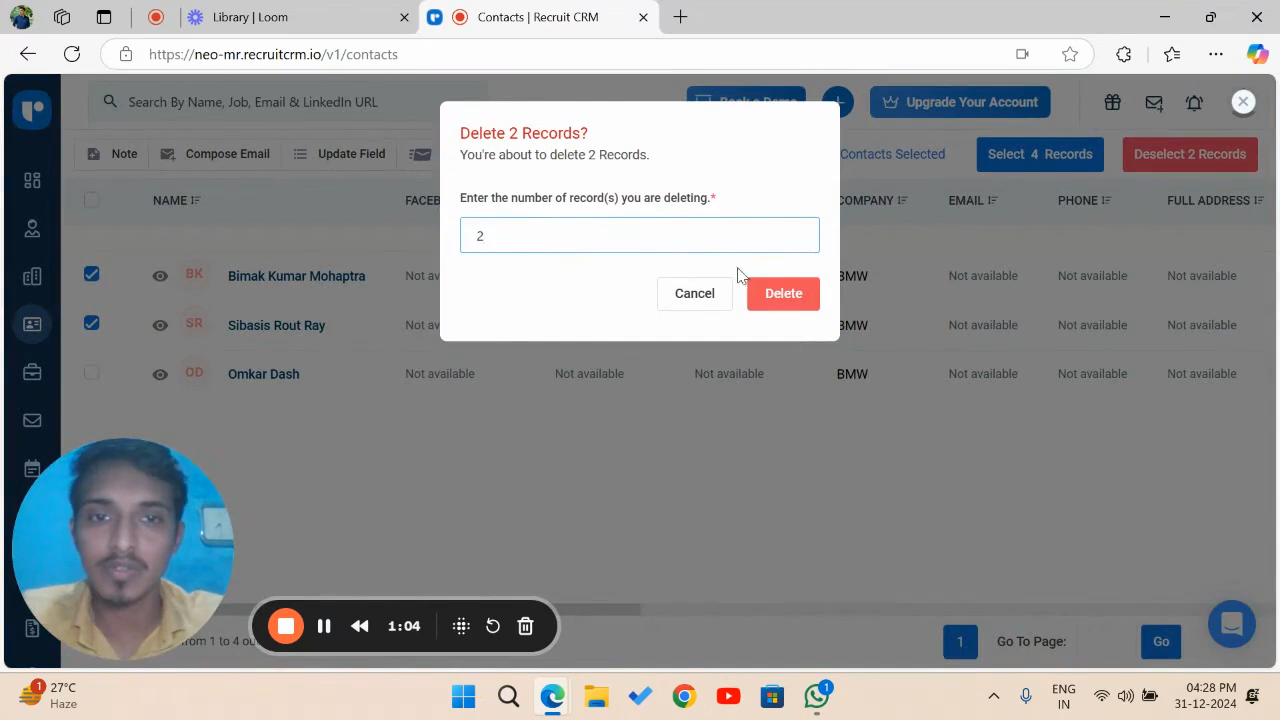 Library | Loom
Contacts | Recruit CRM
https://neo-mr.recruitcrm.io/v1/contacts
Search By Name, Job, Email & LinkedIn URL
Upgrade Your Account
Note
Compose Email
Update Field
Contacts Selected
Select 4 Records
Deselect 2 Records
Delete 2 Records?
You're about to delete 2 Records.
Enter the number of record(s) you are deleting.*
2
Cancel
Delete
NAME
FACEB
COMPANY
EMAIL
PHONE
FULL ADDRESS
BK
Bimak Kumar Mohaptra
Not av
BMW
Not available
Not available
Not available
SR
Sibasis Rout Ray
Not av
BMW
Not available
Not available
Not available
OD
Omkar Dash
Not available
Not available
Not available
BMW
Not available
Not available
Not available
1:04
from 1 to 4 ou
1
Go To Page:
Go
1
27°C
Haze
1
ENG
IN
04:28 PM
31-12-2024